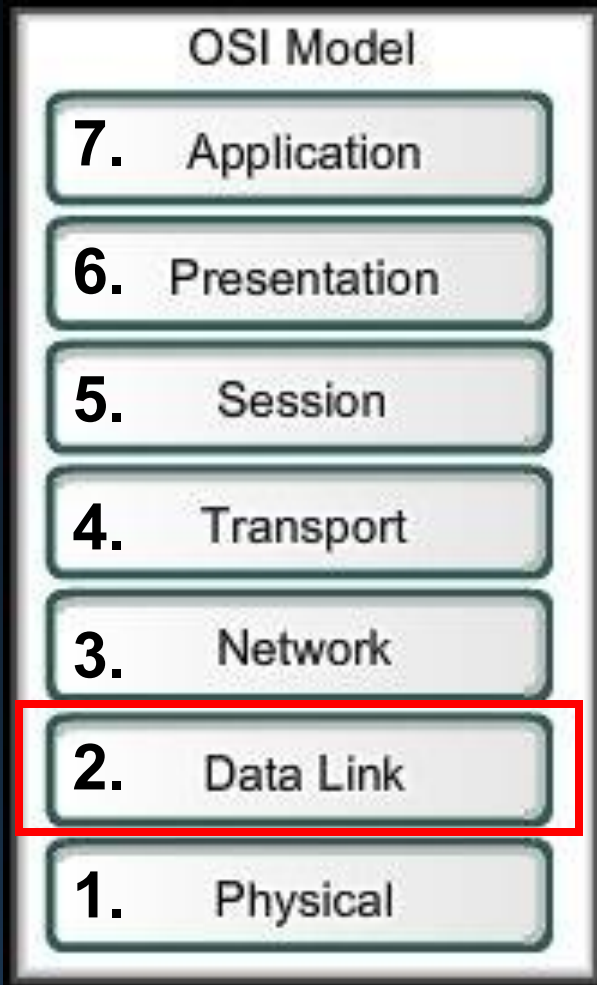 OSI Model
7. Application
6. Presentation
5. Session
4. Transport
3. Network
2. Data Link
1. Physical